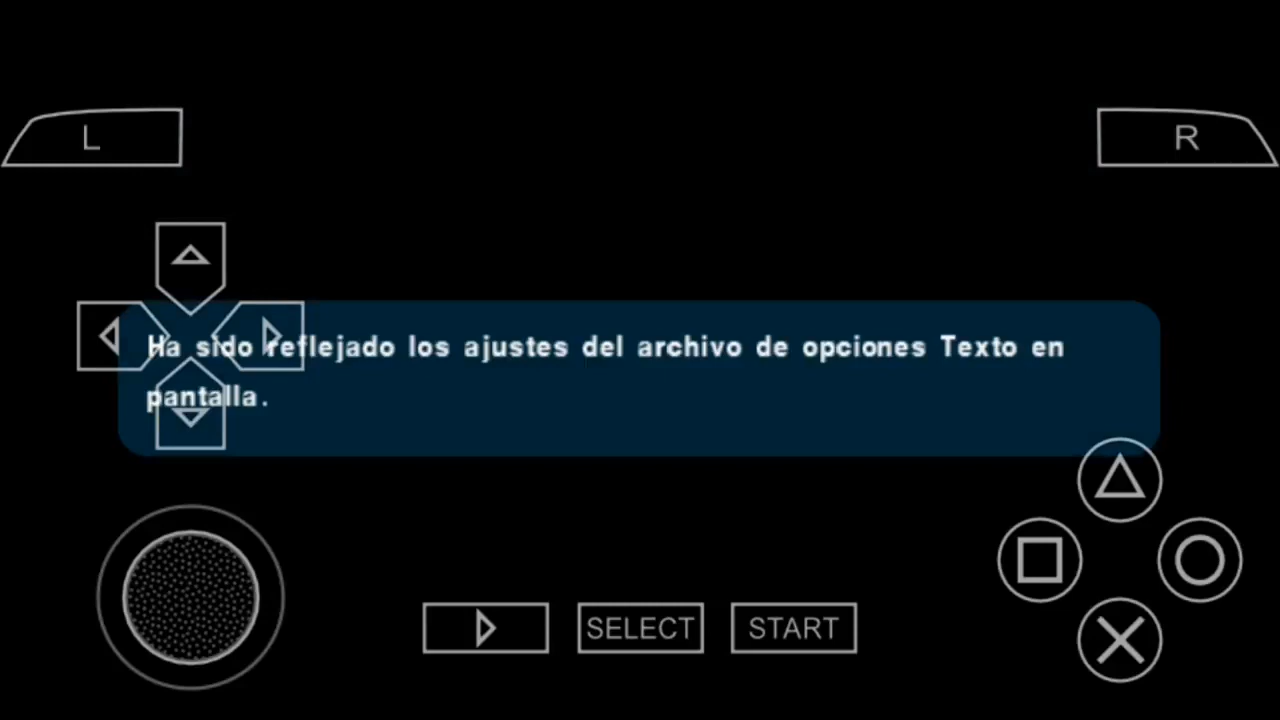 L
R
Ha sido reflejado los ajustes del archivo de opciones Texto en
pantalla.
SELECT
START